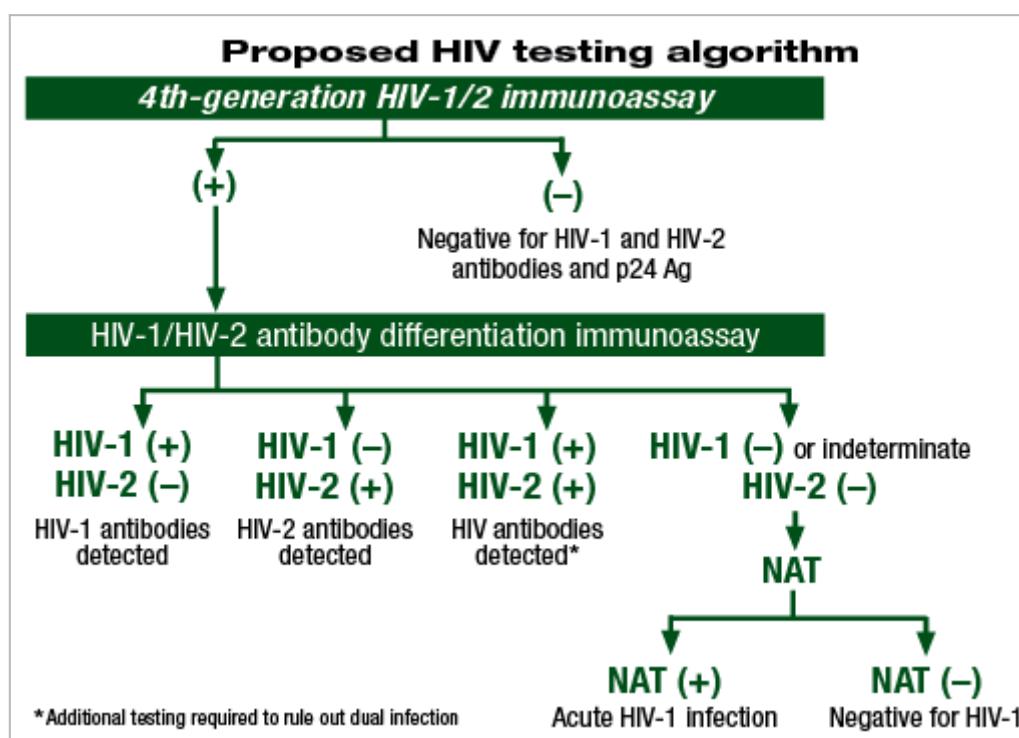 Proposed HIV testing algorithm
4th-generation HIV-1/2 immunoassay
(+)
(–)
Negative for HIV-1 and HIV-2
antibodies and p24 Ag
HIV-1/HIV-2 antibody differentiation immunoassay
HIV-1 (+)
HIV-2 (–)
HIV-1 antibodies
detected
HIV-1 (–)
HIV-2 (+)
HIV-2 antibodies
detected
HIV-1 (+)
HIV-2 (+)
HIV antibodies
detected*
HIV-1 (–) or indeterminate
HIV-2 (–)
NAT
NAT (+)
Acute HIV-1 infection
NAT (–)
Negative for HIV-1
*Additional testing required to rule out dual infection